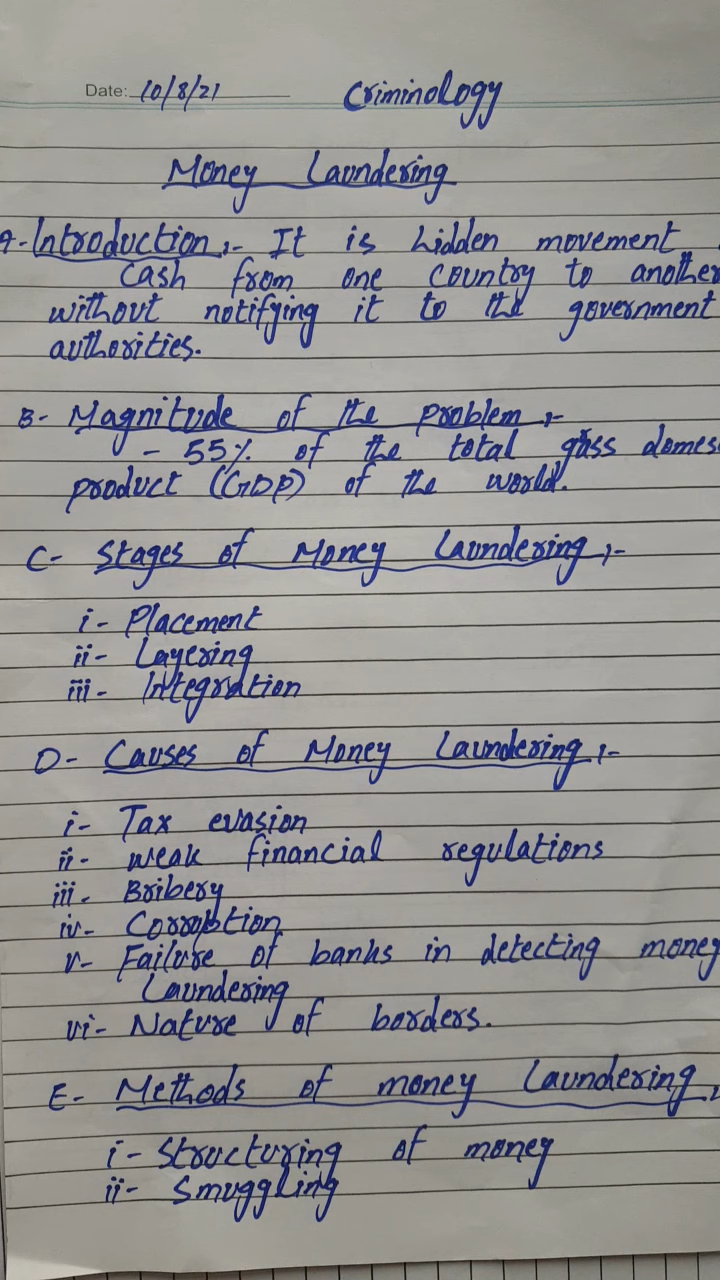 Date: 10/8/21 Criminology
Money Laundering
A- Introduction :- It is hidden movement
cash from one country to another
without notifying it to the government
authorities.
B- Magnitude of the problem :-
- 55% of the total gross domes
product (GDP) of the world.
C- Stages of Money Laundering :-
i- Placement
ii- Layering
iii- Integration
D- Causes of Money Laundering :-
i- Tax evasion
ii- weak financial regulations
iii- Bribery
iv- Corruption
v- Failure of banks in detecting money
Laundering
vi- Nature of borders.
E- Methods of money Laundering :
i- Structuring of money
ii- Smuggling